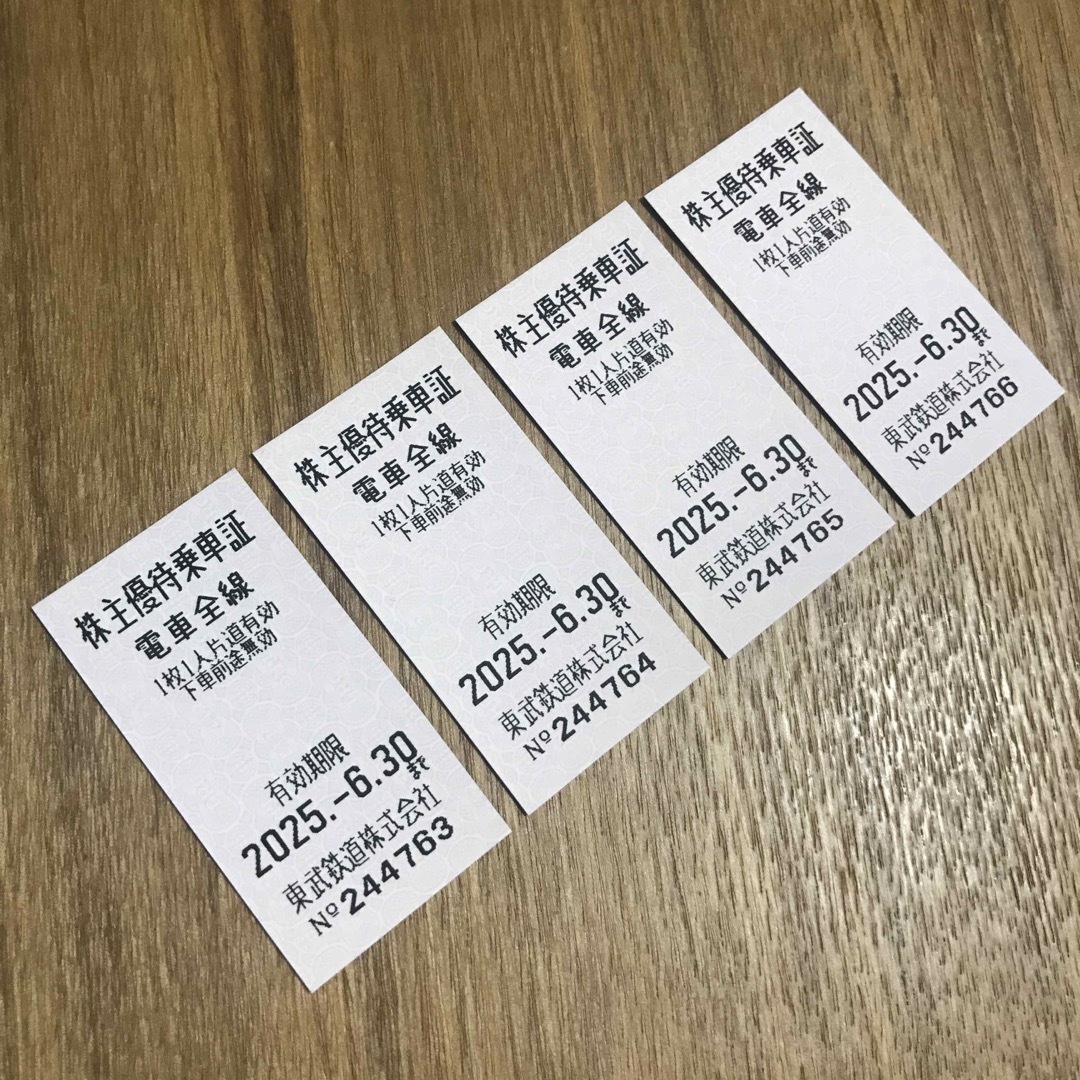 株主優待乗車証
電車全線
1枚1人片道有効
下車前途無効
有効期限
2025.-6.30まで
東武鉄道株式会社
Nº244763
株主優待乗車証
電車全線
1枚1人片道有効
下車前途無効
有効期限
2025.-6.30まで
東武鉄道株式会社
Nº244764
株主優待乗車証
電車全線
1枚1人片道有効
下車前途無効
有効期限
2025.-6.30まで
東武鉄道株式会社
Nº244765
株主優待乗車証
電車全線
1枚1人片道有効
下車前途無効
有効期限
2025.-6.30まで
東武鉄道株式会社
Nº244766